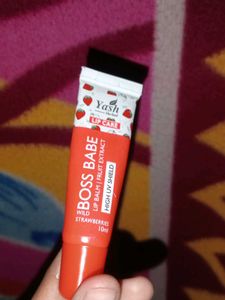 Yash
LIP CARE
BOSS BABE
LIP BALM | FRUIT EXTRACT
HIGH UV SHIELD
WILD
STRAWBERRIES
10ml